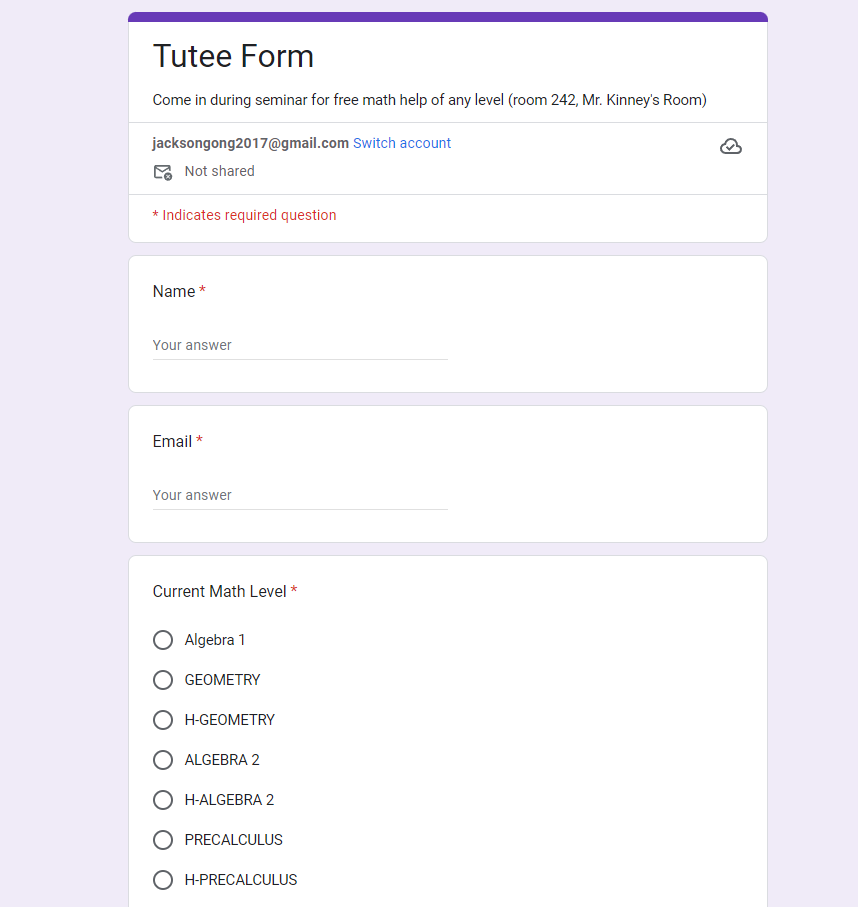 Tutee Form
Come in during seminar for free math help of any level (room 242, Mr. Kinney's Room)
jacksongong2017@gmail.com Switch account
Not shared
* Indicates required question
Name *
Your answer
Email *
Your answer
Current Math Level *
Algebra 1
GEOMETRY
H-GEOMETRY
ALGEBRA 2
H-ALGEBRA 2
PRECALCULUS
H-PRECALCULUS